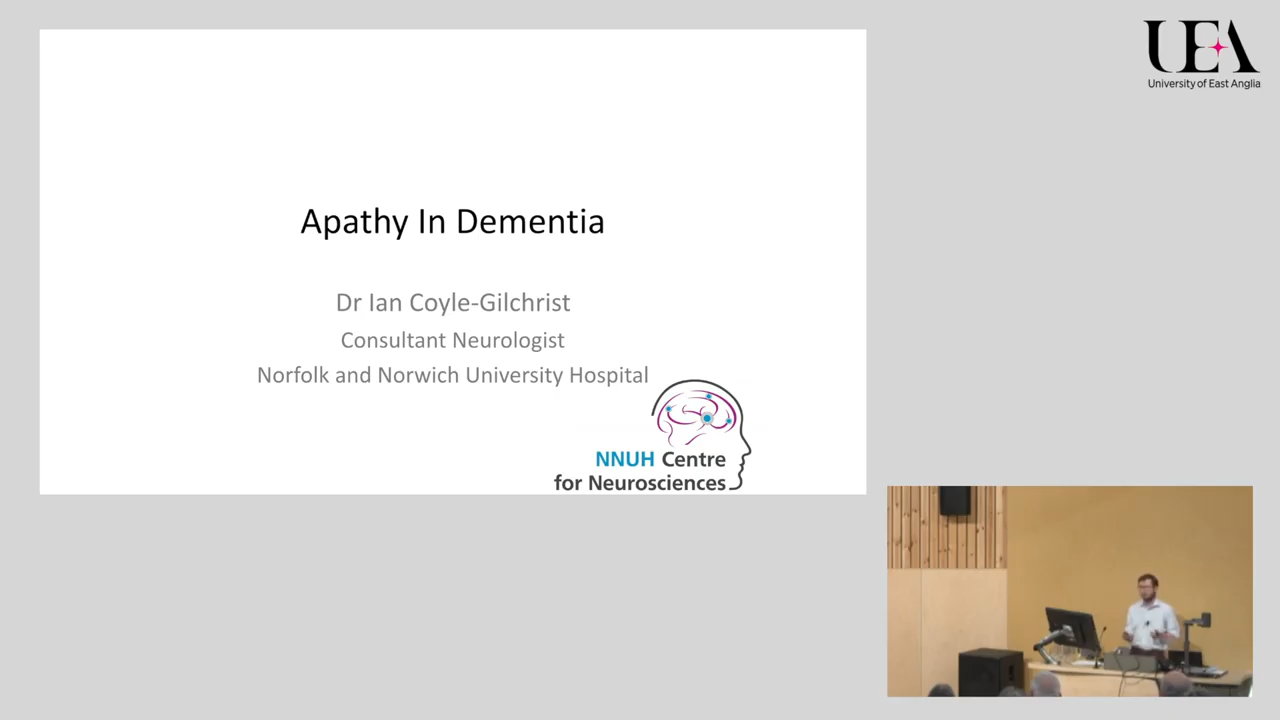 UEA
University of East Anglia
Apathy In Dementia
Dr Ian Coyle-Gilchrist
Consultant Neurologist
Norfolk and Norwich University Hospital
NNUH Centre
for Neurosciences